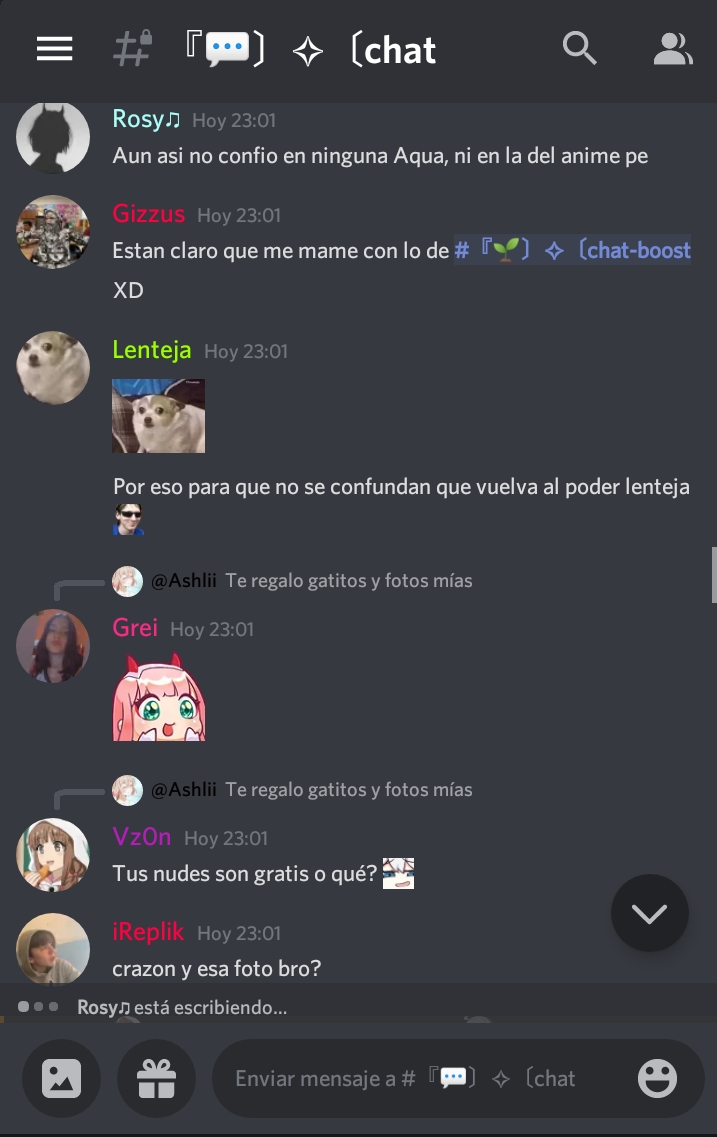 # 『💬〕 ✧ 〔chat
Rosy♫ Hoy 23:01
Aun asi no confio en ninguna Aqua, ni en la del anime pe
Gizzus Hoy 23:01
Estan claro que me mame con lo de # 『🌱〕 ✧ 〔chat-boost
XD
Lenteja Hoy 23:01
Por eso para que no se confundan que vuelva al poder lenteja
@Ashlii Te regalo gatitos y fotos mías
Grei Hoy 23:01
@Ashlii Te regalo gatitos y fotos mías
Vz0n Hoy 23:01
Tus nudes son gratis o qué?
iReplik Hoy 23:01
crazon y esa foto bro?
Rosy♫ está escribiendo...
Enviar mensaje a # 『💬〕 ✧ 〔chat